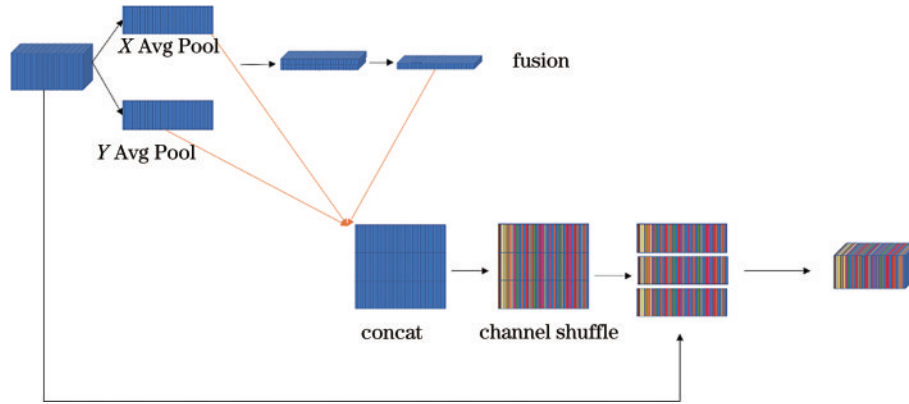 X Avg Pool
fusion
Y Avg Pool
concat
channel shuffle